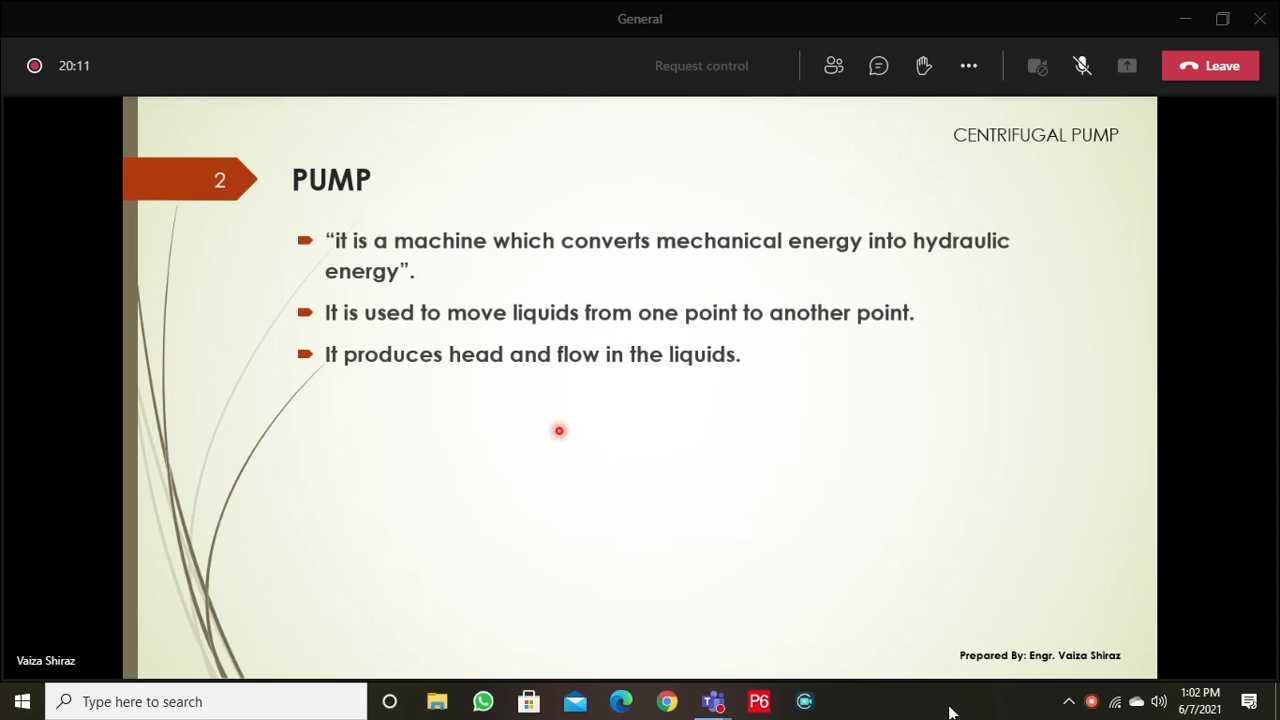 General
20:11
Request control
Leave
CENTRIFUGAL PUMP
2
PUMP
“it is a machine which converts mechanical energy into hydraulic
energy”.
It is used to move liquids from one point to another point.
It produces head and flow in the liquids.
Vaiza Shiraz
Prepared By: Engr. Vaiza Shiraz
Type here to search
P6
C
1:02 PM
6/7/2021